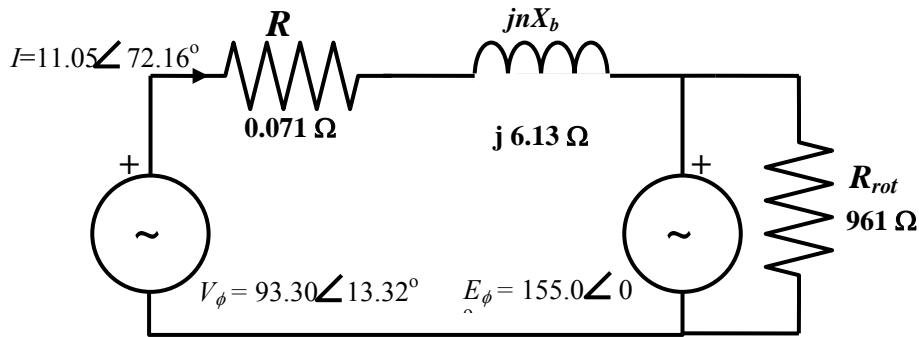 R
jnX_b
I=11.05∠ 72.16°
0.071 Ω
j 6.13 Ω
+
+
R_rot
961 Ω
~
~
V_ϕ = 93.30∠13.32°
E_ϕ = 155.0∠ 0